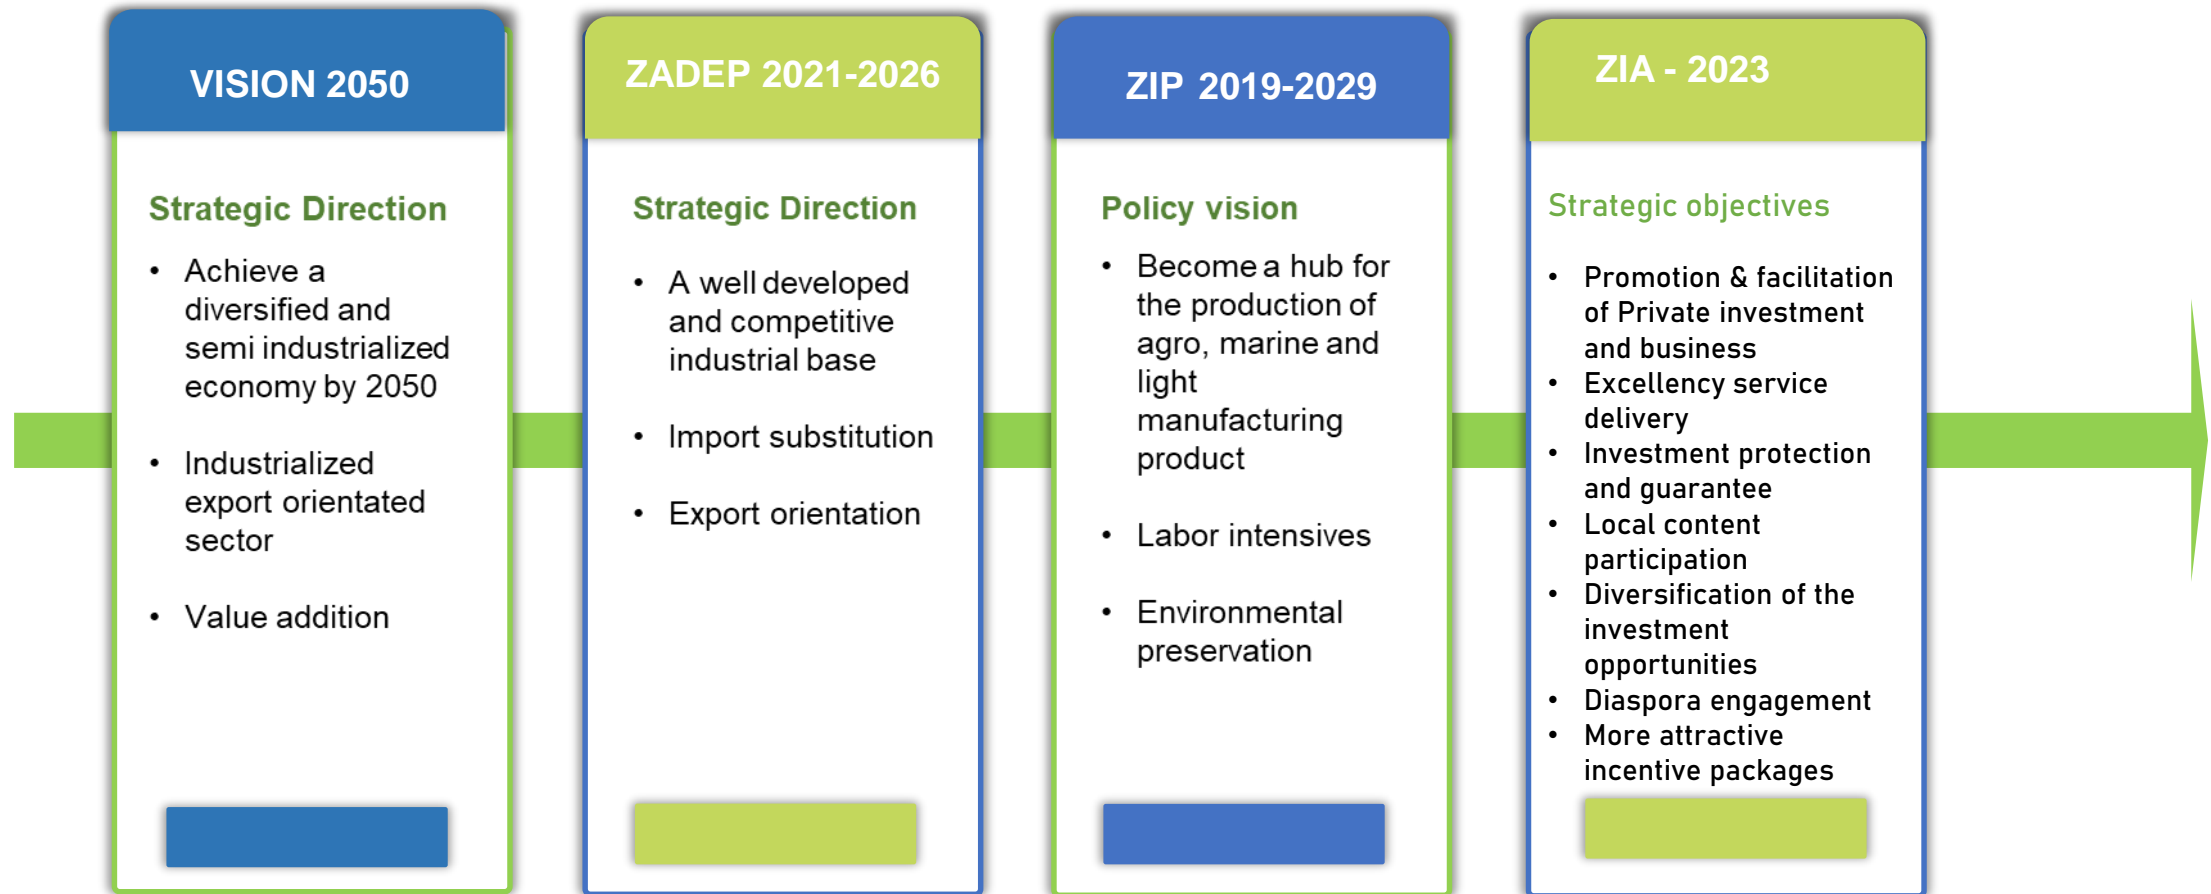 VISION 2050
Strategic Direction
• Achieve a
diversified and
semi industrialized
economy by 2050
• Industrialized
export orientated
sector
• Value addition
ZADEP 2021-2026
Strategic Direction
• A well developed
and competitive
industrial base
• Import substitution
• Export orientation
ZIP 2019-2029
Policy vision
• Become a hub for
the production of
agro, marine and
light
manufacturing
product
• Labor intensives
• Environmental
preservation
ZIA - 2023
Strategic objectives
• Promotion & facilitation
of Private investment
and business
• Excellency service
delivery
• Investment protection
and guarantee
• Local content
participation
• Diversification of the
investment
opportunities
• Diaspora engagement
• More attractive
incentive packages